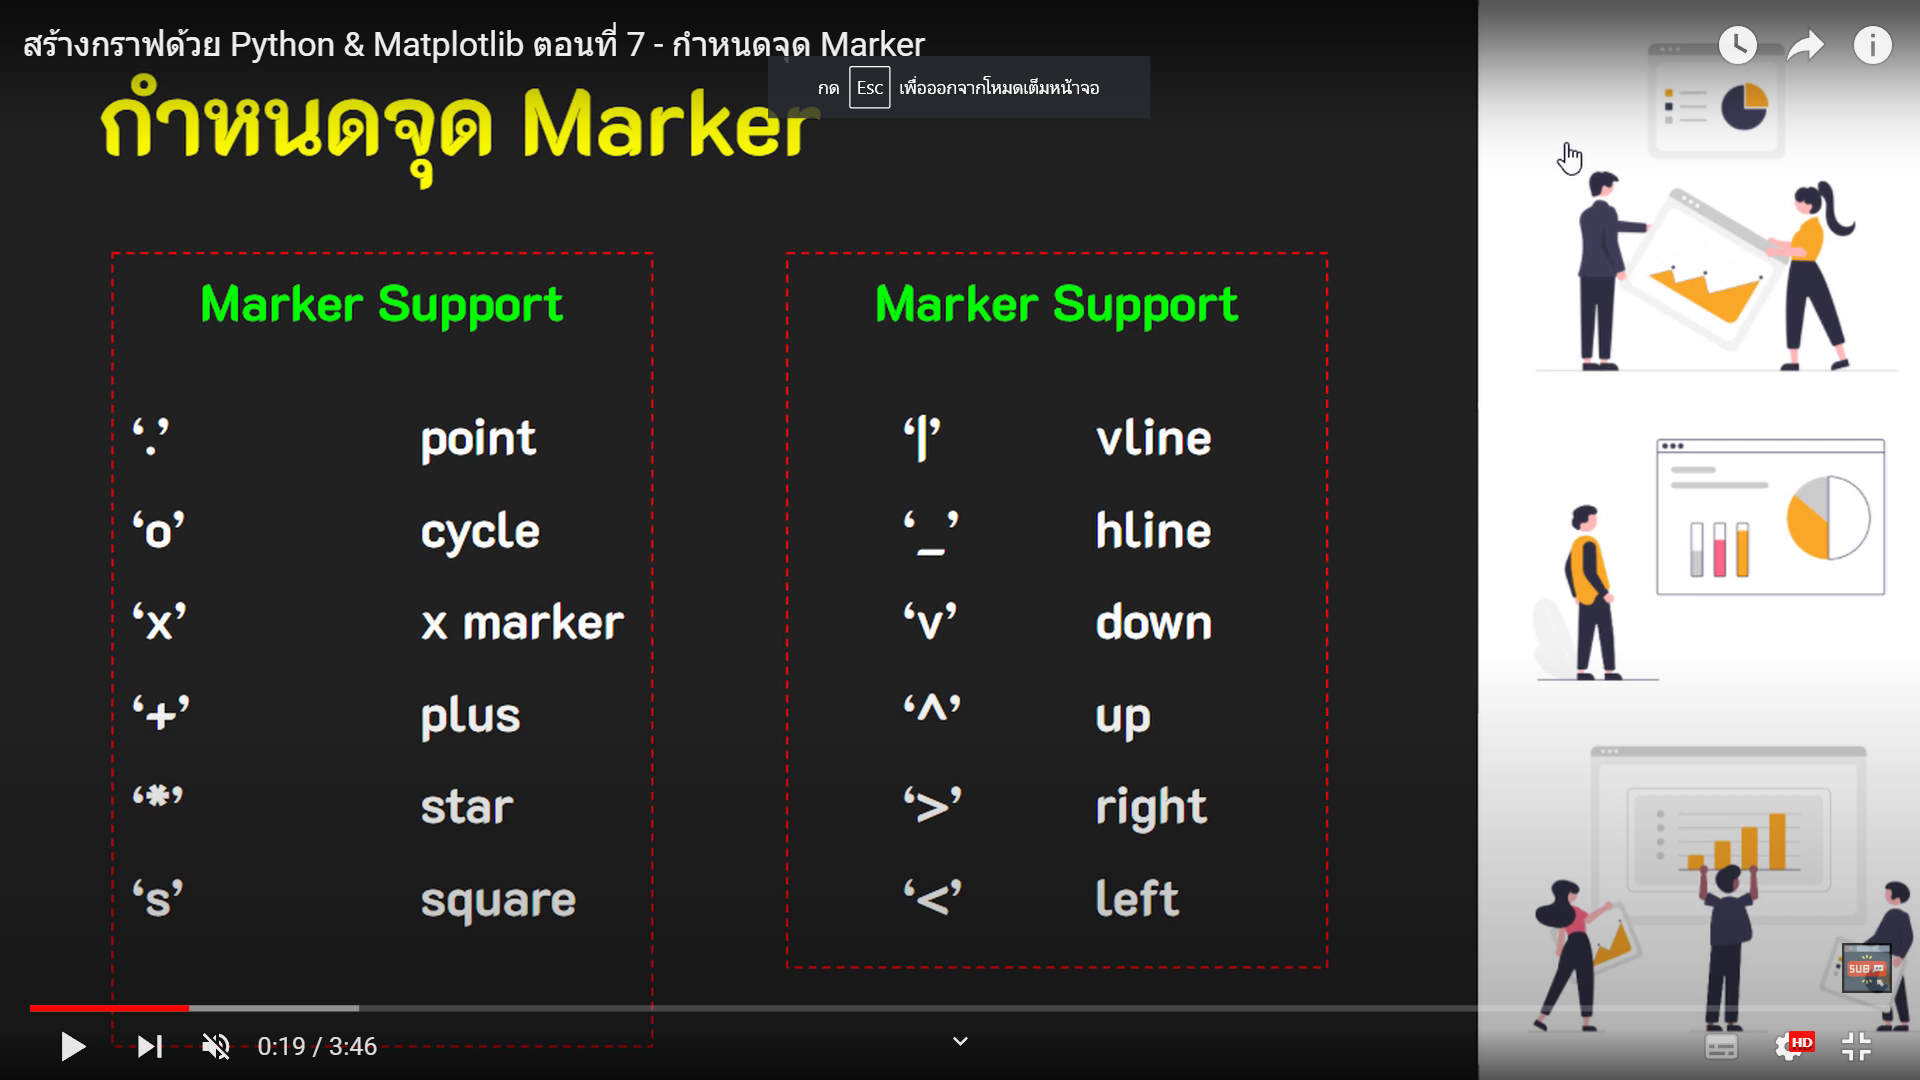 สร้างกราฟด้วย Python & Matplotlib ตอนที่ 7 - กำหนดจุด Marker
กด Esc เพื่อออกจากโหมดเต็มหน้าจอ
กำหนดจุด Marker
Marker Support
‘.’ point
‘o’ cycle
‘x’ x marker
‘+’ plus
‘*’ star
‘s’ square
Marker Support
‘|’ vline
‘_’ hline
‘v’ down
‘^’ up
‘>’ right
‘<’ left
SUB
0:19 / 3:46
HD